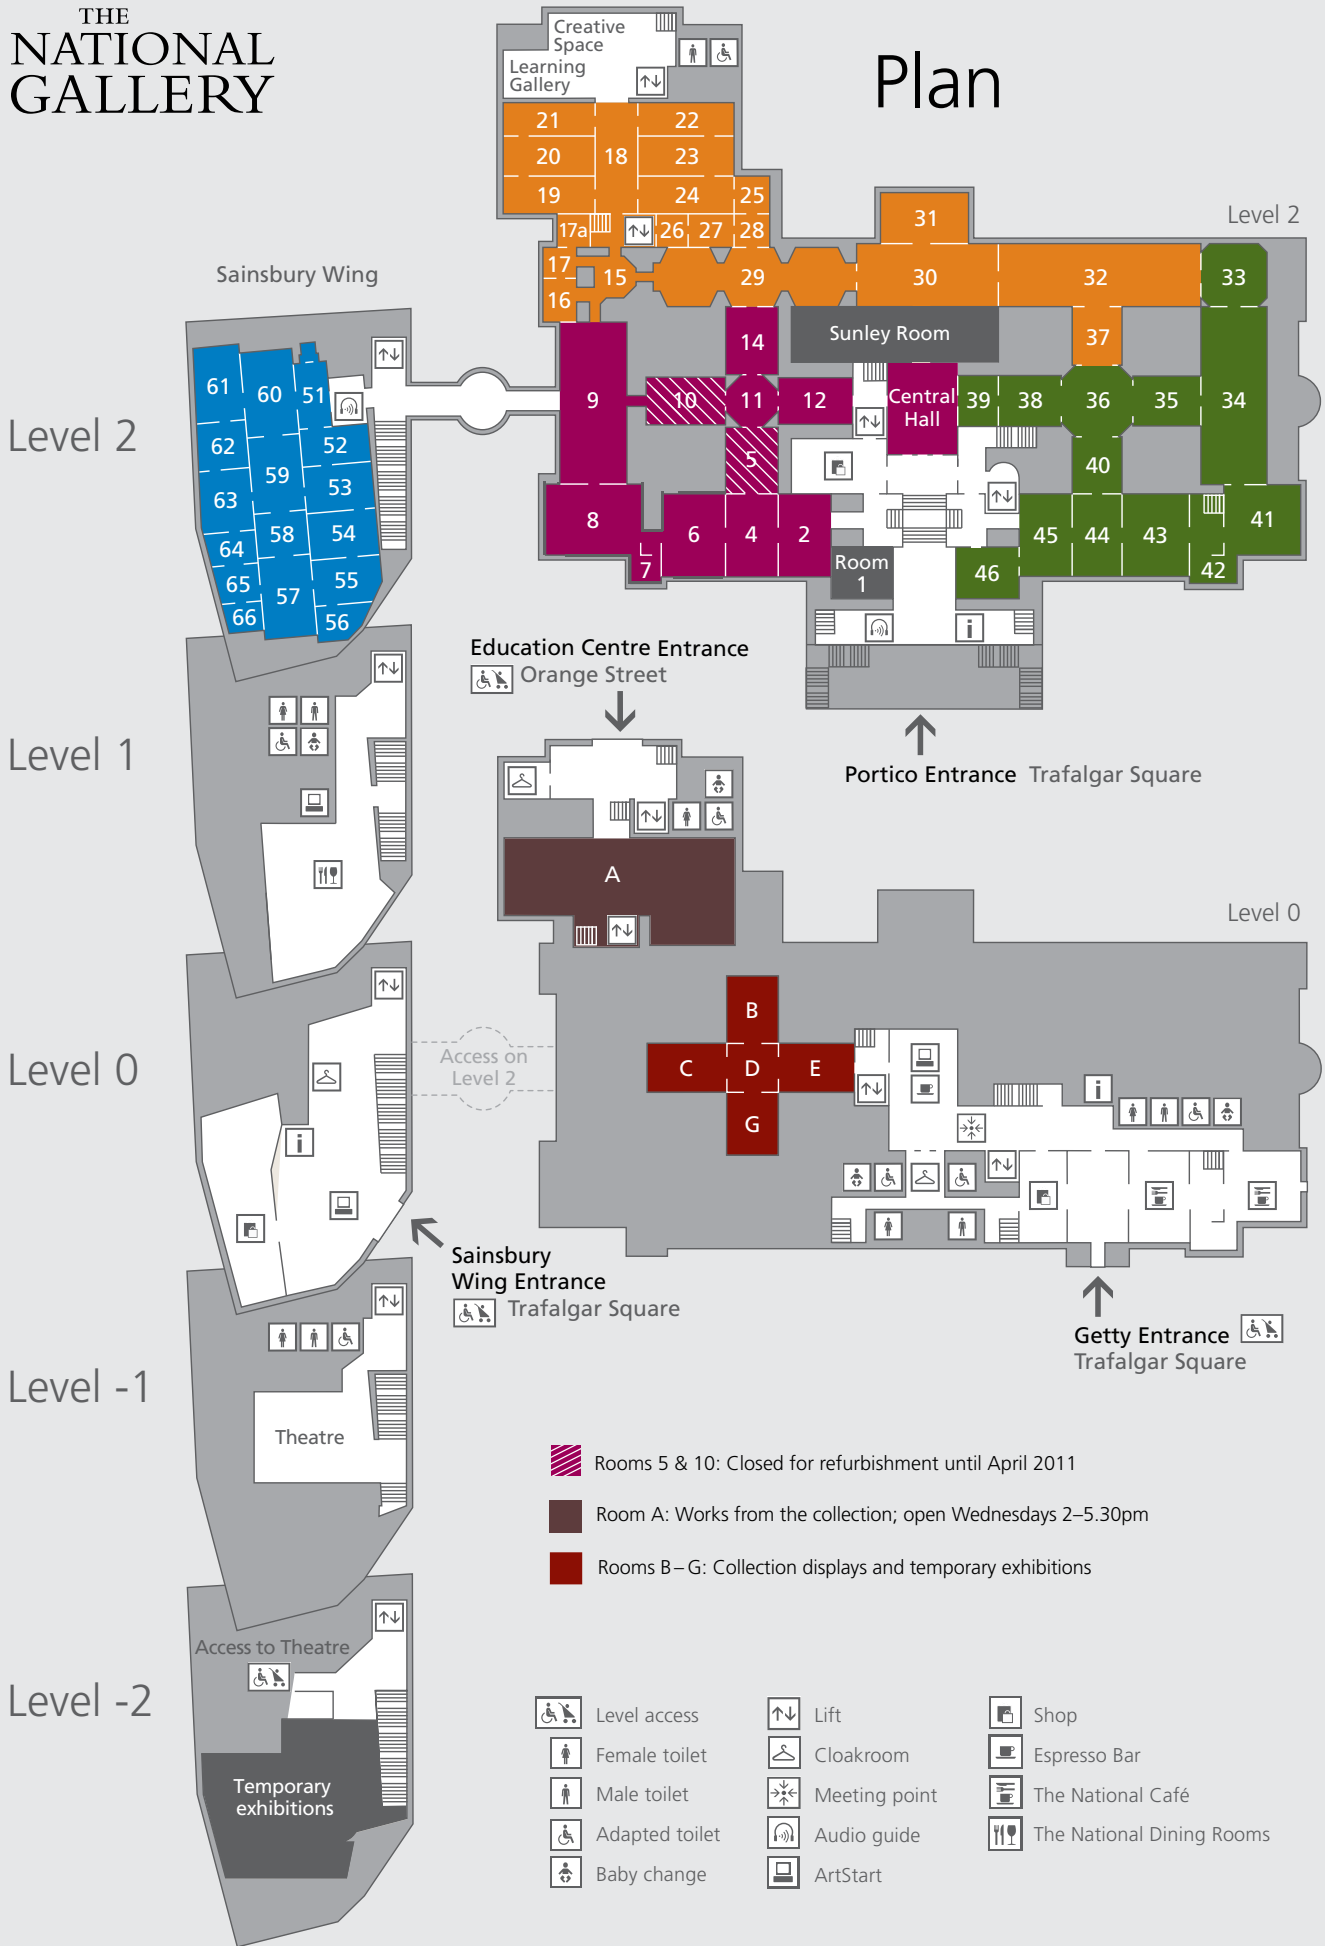 THE
NATIONAL
GALLERY
Plan
Creative
Space
Learning
Gallery
21
22
20
18
23
19
24
25
17a
26
27
28
31
Level 2
17
15
16
29
30
32
33
Sainsbury Wing
14
Sunley Room
37
61
60
51
9
10
11
12
Central
Hall
39
38
36
35
34
Level 2
62
52
59
5
40
63
53
64
58
54
8
6
4
2
45
44
43
41
65
57
55
7
Room
1
46
42
66
56
Education Centre Entrance
Orange Street
Level 1
Portico Entrance Trafalgar Square
A
Level 0
B
Level 0
Access on
Level 2
C
D
E
G
i
i
i
Sainsbury
Wing Entrance
Trafalgar Square
Getty Entrance
Trafalgar Square
Level -1
Theatre
Rooms 5 & 10: Closed for refurbishment until April 2011
Room A: Works from the collection; open Wednesdays 2–5.30pm
Rooms B–G: Collection displays and temporary exhibitions
Access to Theatre
Level -2
Temporary
exhibitions
Level access
Female toilet
Male toilet
Adapted toilet
Baby change
Lift
Cloakroom
Meeting point
Audio guide
ArtStart
Shop
Espresso Bar
The National Café
The National Dining Rooms